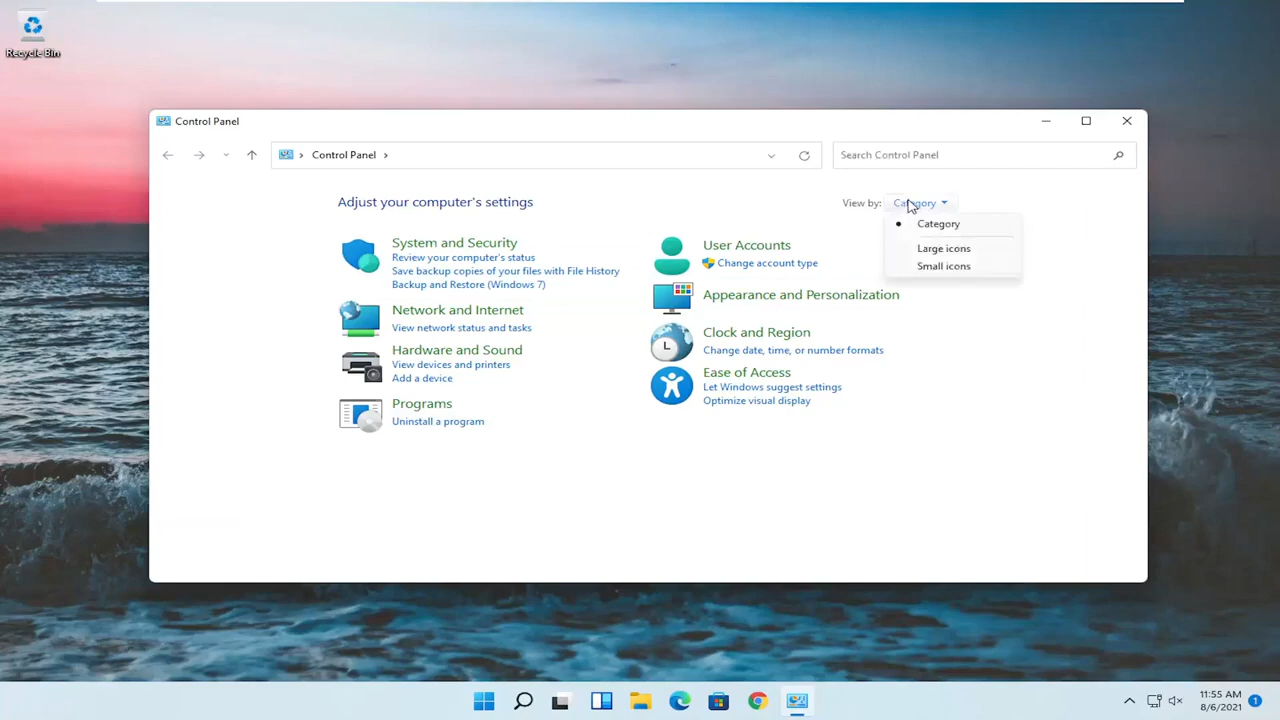 Recycle Bin
Control Panel
Control Panel
Search Control Panel
Adjust your computer's settings
View by: Category
Category
Large icons
Small icons
System and Security
Review your computer's status
Save backup copies of your files with File History
Backup and Restore (Windows 7)
Network and Internet
View network status and tasks
Hardware and Sound
View devices and printers
Add a device
Programs
Uninstall a program
User Accounts
Change account type
Appearance and Personalization
Clock and Region
Change date, time, or number formats
Ease of Access
Let Windows suggest settings
Optimize visual display
11:55 AM
8/6/2021
1